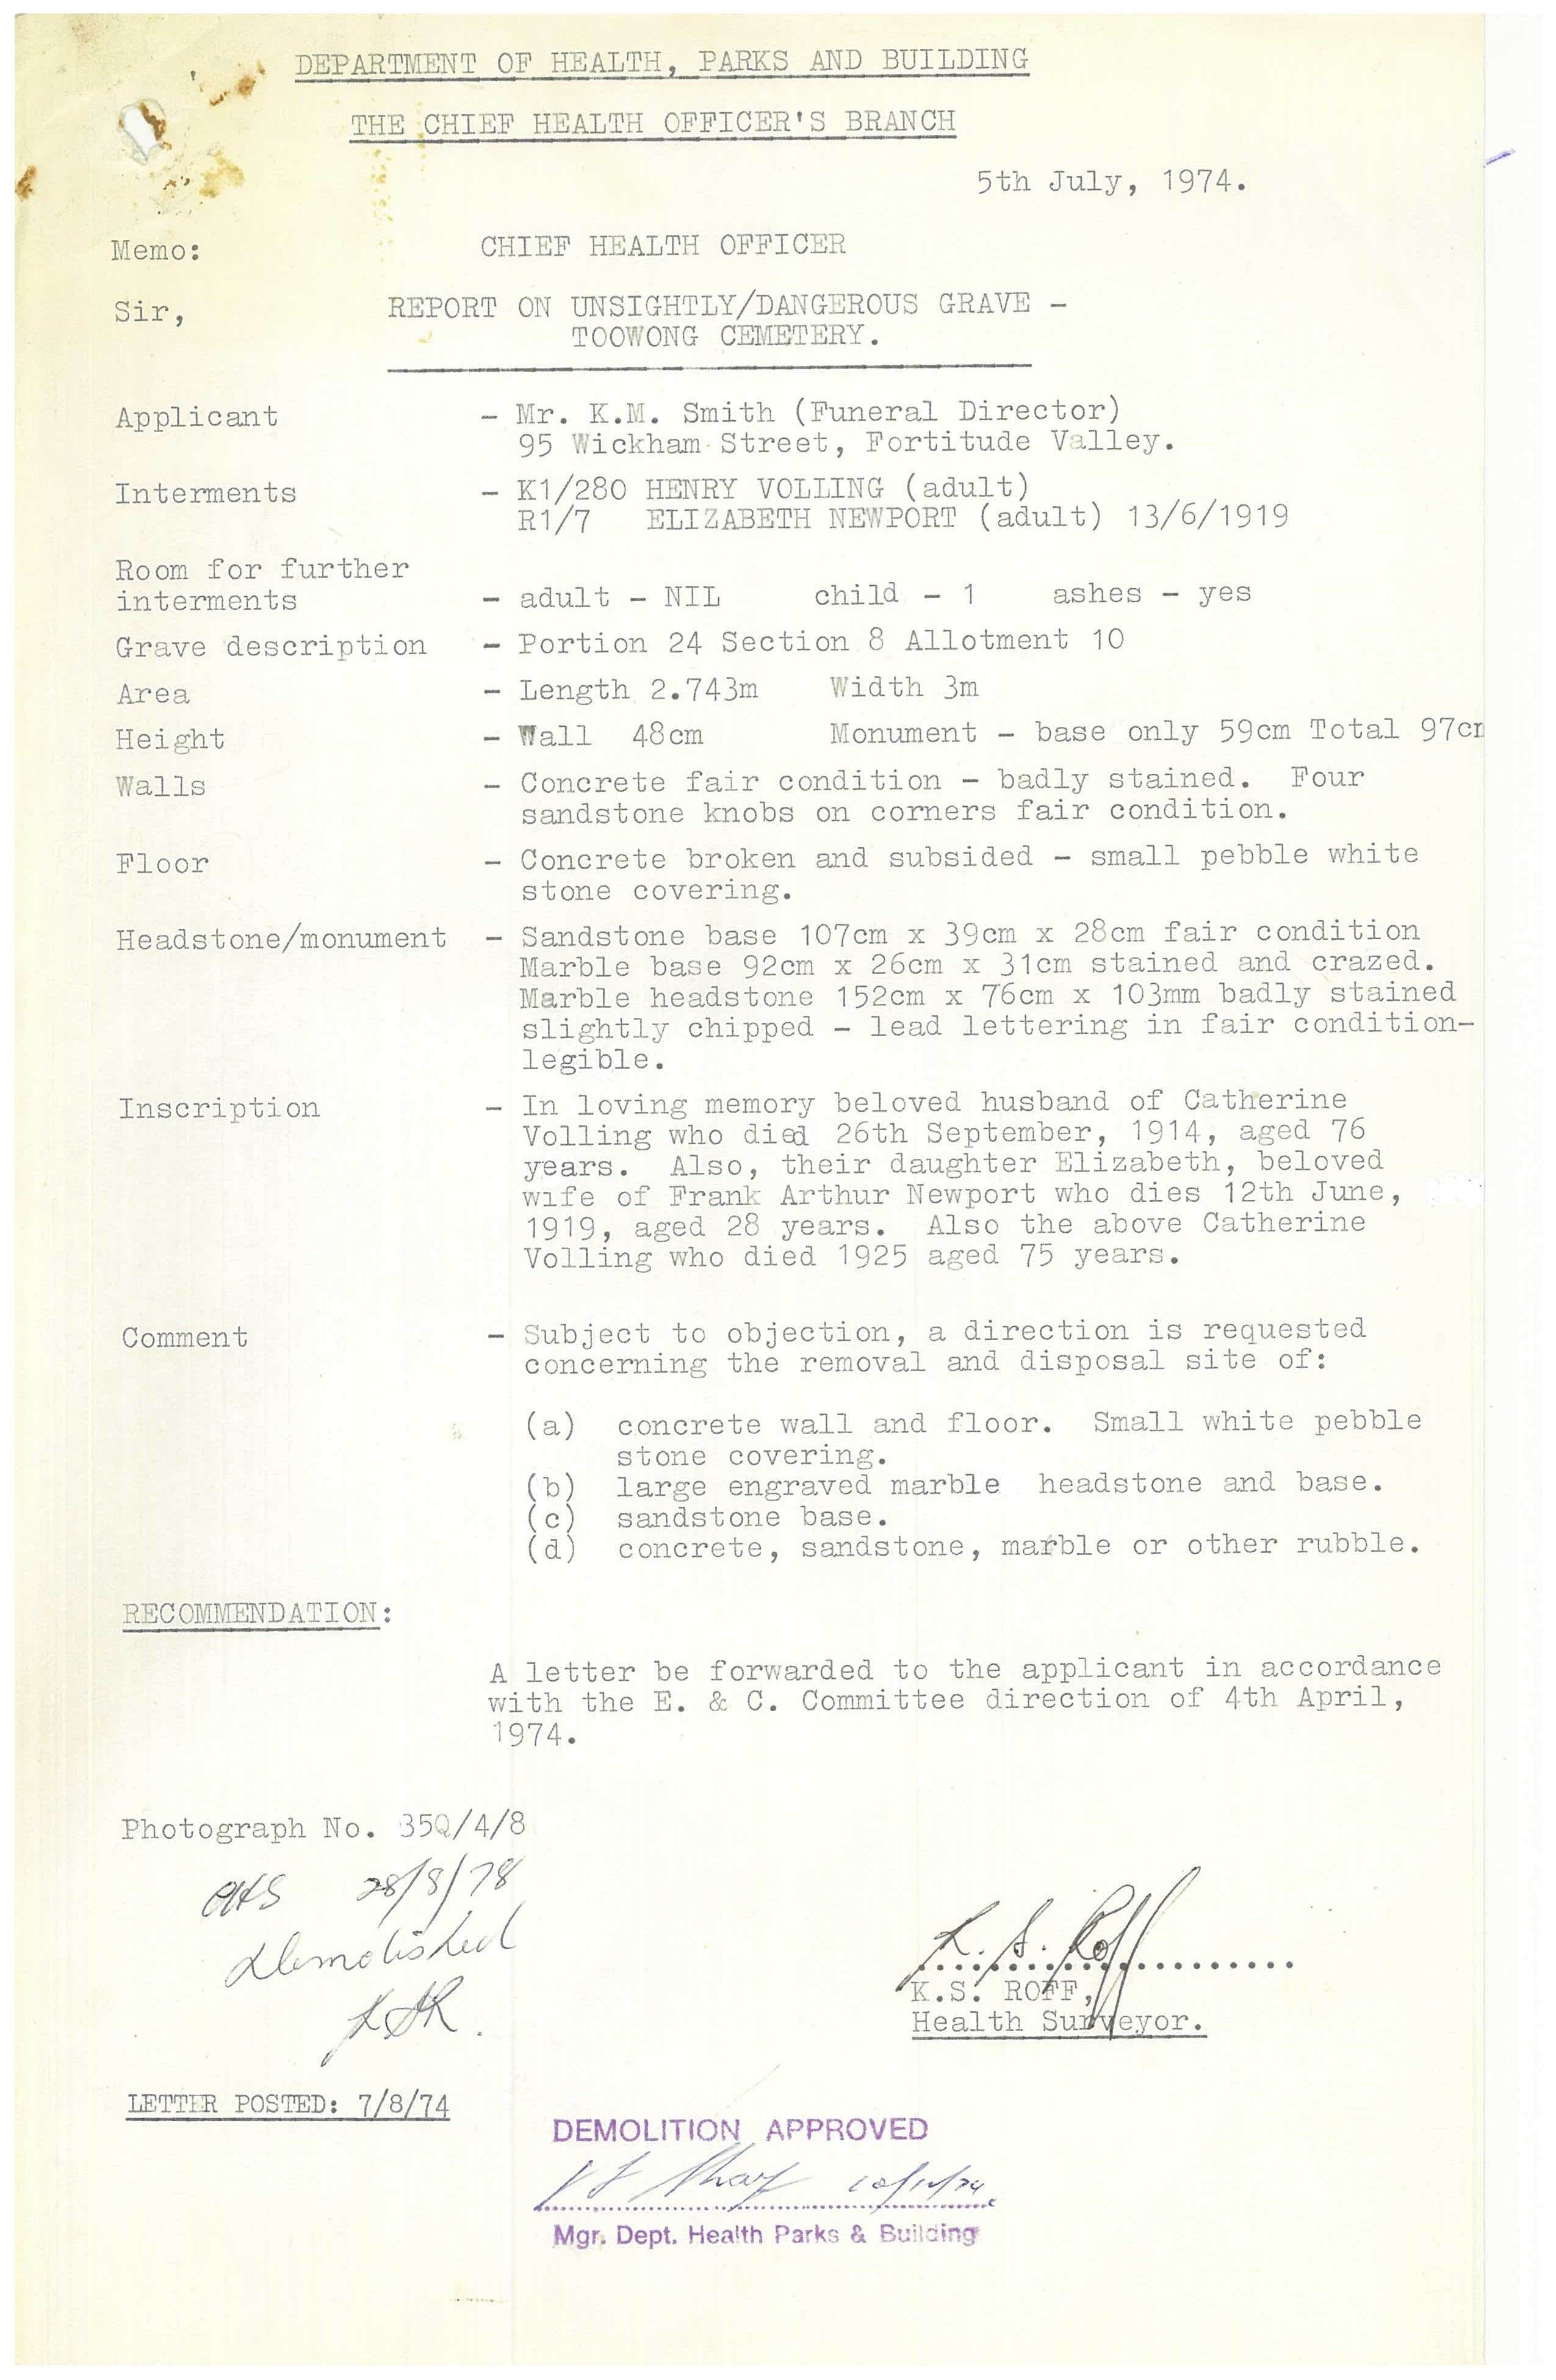 DEPARTMENT OF HEALTH, PARKS AND BUILDING
THE CHIEF HEALTH OFFICER'S BRANCH
5th July, 1974.
Memo: CHIEF HEALTH OFFICER
Sir, REPORT ON UNSIGHTLY/DANGEROUS GRAVE –
TOOWONG CEMETERY.
Applicant – Mr. K.M. Smith (Funeral Director)
95 Wickham Street, Fortitude Valley.
Interments – K1/280 HENRY VOLLING (adult)
R1/7 ELIZABETH NEWPORT (adult) 13/6/1919
Room for further
interments – adult – NIL child – 1 ashes – yes
Grave description – Portion 24 Section 8 Allotment 10
Area – Length 2.743m Width 3m
Height – Wall 48cm Monument – base only 59cm Total 97cm
Walls – Concrete fair condition – badly stained. Four
sandstone knobs on corners fair condition.
Floor – Concrete broken and subsided – small pebble white
stone covering.
Headstone/monument – Sandstone base 107cm x 39cm x 28cm fair condition
Marble base 92cm x 26cm x 31cm stained and crazed.
Marble headstone 152cm x 76cm x 103mm badly stained
slightly chipped – lead lettering in fair condition–
legible.
Inscription – In loving memory beloved husband of Catherine
Volling who died 26th September, 1914, aged 76
years. Also, their daughter Elizabeth, beloved
wife of Frank Arthur Newport who dies 12th June,
1919, aged 28 years. Also the above Catherine
Volling who died 1925 aged 75 years.
Comment – Subject to objection, a direction is requested
concerning the removal and disposal site of:
(a) concrete wall and floor. Small white pebble
stone covering.
(b) large engraved marble headstone and base.
(c) sandstone base.
(d) concrete, sandstone, marble or other rubble.
RECOMMENDATION:
A letter be forwarded to the applicant in accordance
with the E. & C. Committee direction of 4th April,
1974.
Photograph No. 35Q/4/8
28/8/78
Demolished
K. S. Roff
K.S. ROFF,
Health Surveyor.
LETTER POSTED: 7/8/74
DEMOLITION APPROVED
Mgr. Dept. Health Parks & Building